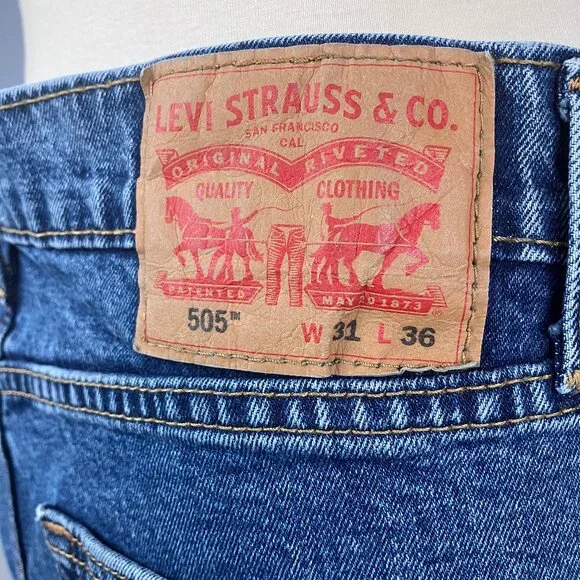 LEVI STRAUSS & CO.
SAN FRANCISCO
CAL
ORIGINAL RIVETED
QUALITY CLOTHING
PATENTED MAY 20 1873 ®
505™ W 31 L 36